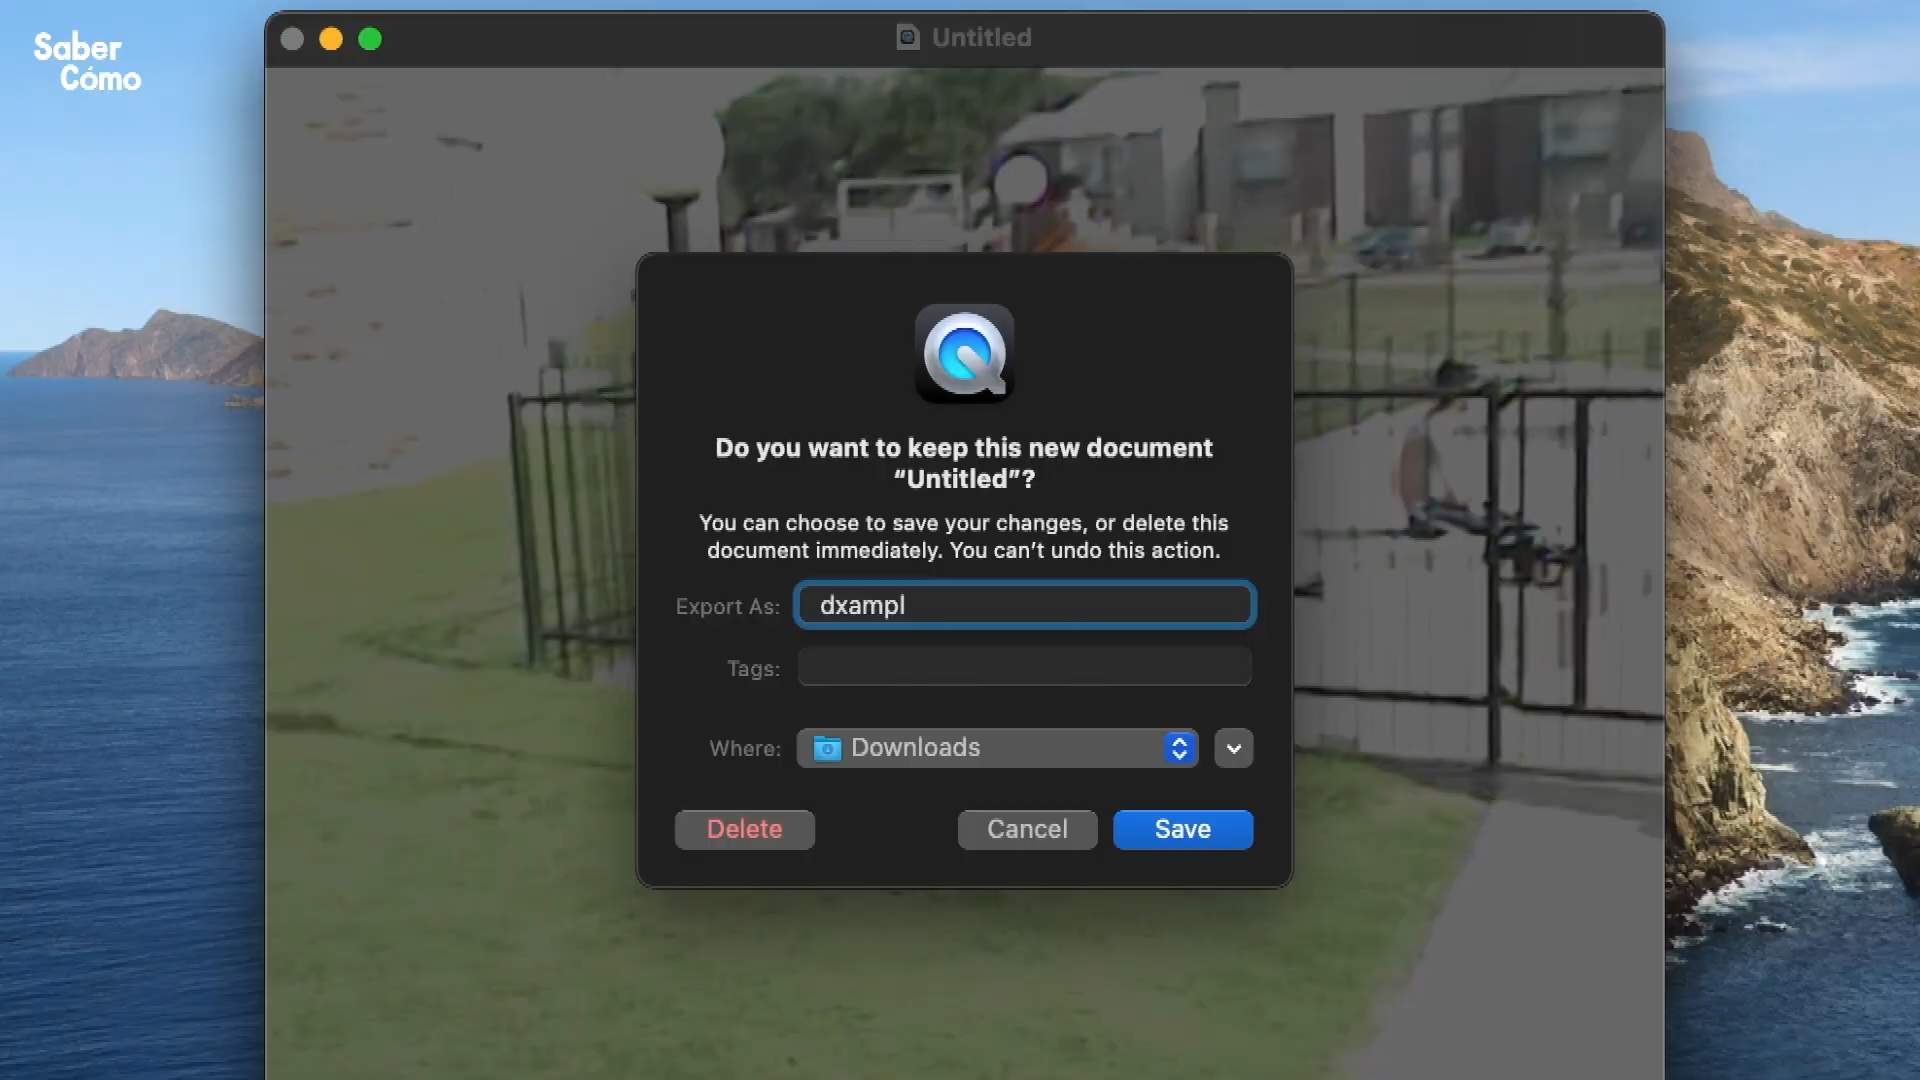 Saber
Cómo
Untitled
Do you want to keep this new document
“Untitled”?
You can choose to save your changes, or delete this
document immediately. You can’t undo this action.
Export As: dxampl
Tags:
Where: Downloads
Delete Cancel Save